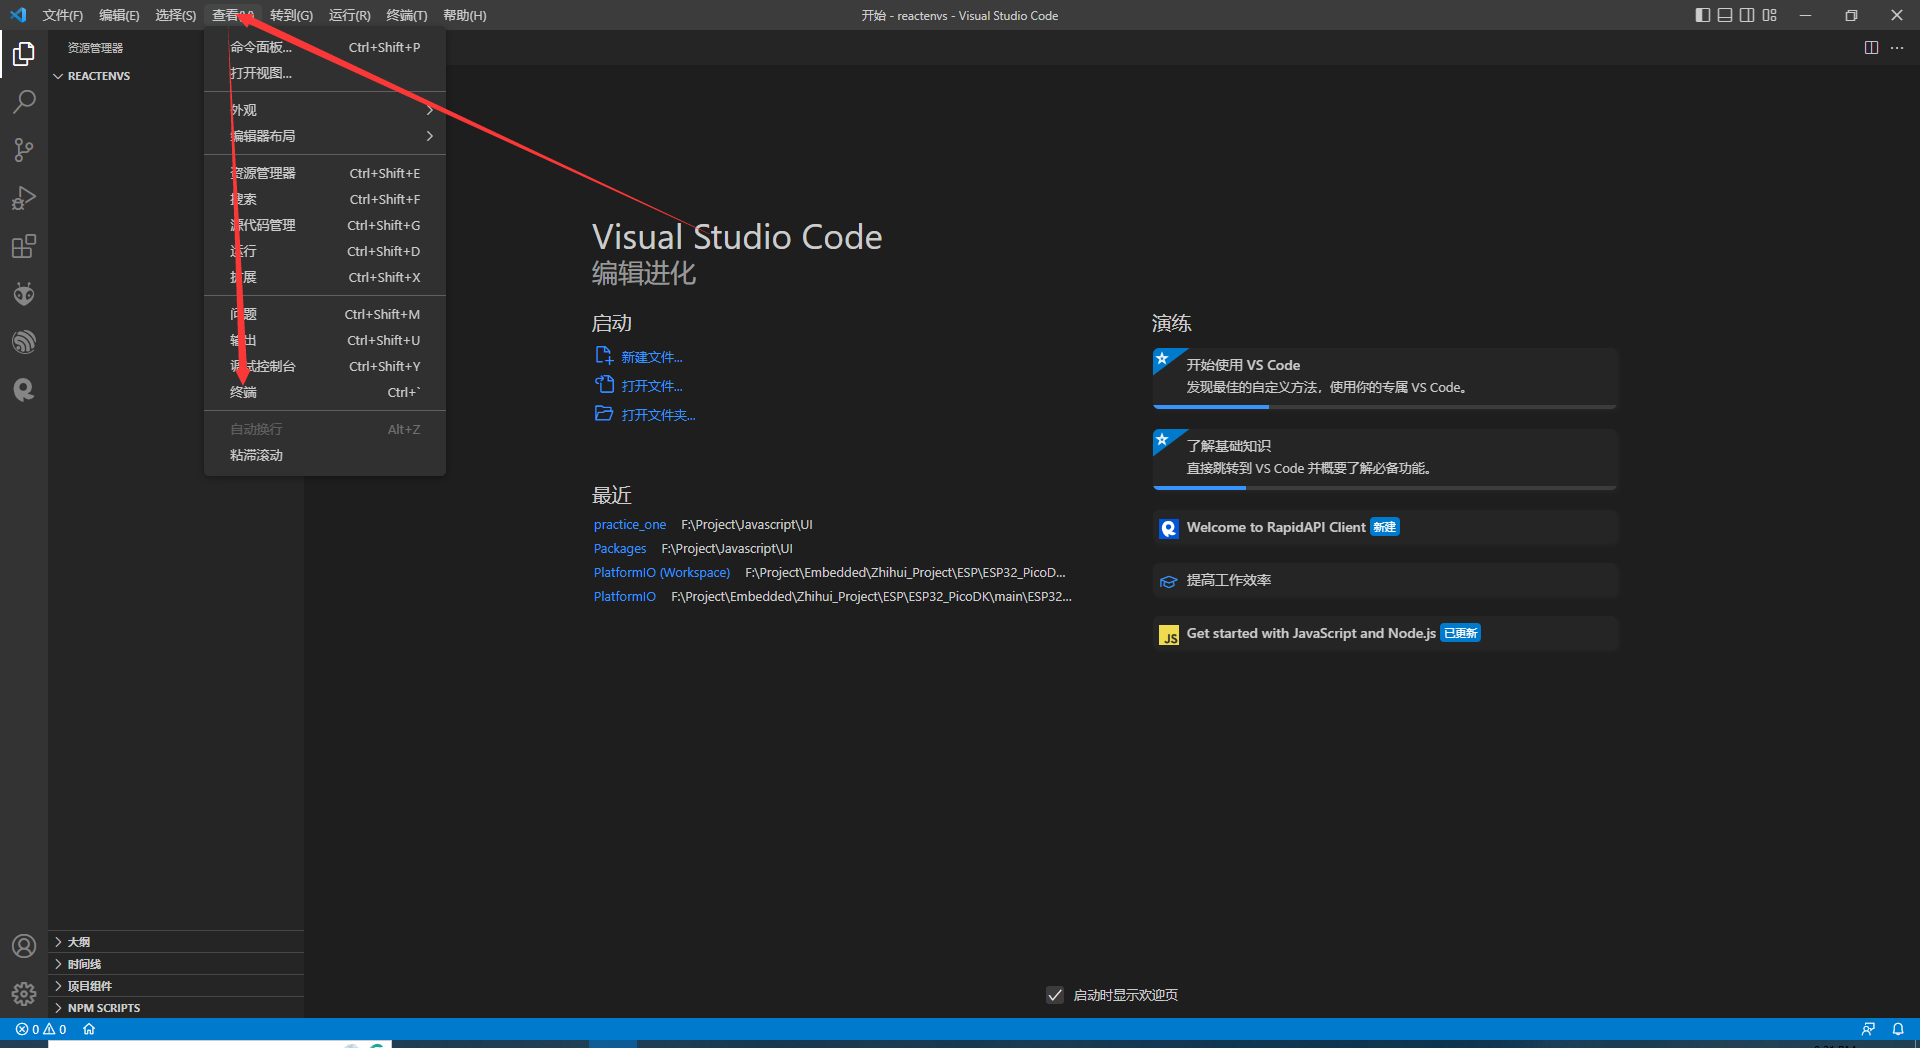 文件(F) 编辑(E) 选择(S) 查看(V) 转到(G) 运行(R) 终端(T) 帮助(H)
开始 - reactenvs - Visual Studio Code
资源管理器
REACTENVS
命令面板... Ctrl+Shift+P
打开视图...
外观
编辑器布局
资源管理器 Ctrl+Shift+E
搜索 Ctrl+Shift+F
源代码管理 Ctrl+Shift+G
运行 Ctrl+Shift+D
扩展 Ctrl+Shift+X
问题 Ctrl+Shift+M
输出 Ctrl+Shift+U
调试控制台 Ctrl+Shift+Y
终端 Ctrl+`
自动换行 Alt+Z
粘滞滚动
Visual Studio Code
编辑进化
启动
新建文件...
打开文件...
打开文件夹...
最近
practice_one F:\Project\Javascript\UI
Packages F:\Project\Javascript\UI
PlatformIO (Workspace) F:\Project\Embedded\Zhihui_Project\ESP\ESP32_PicoD...
PlatformIO F:\Project\Embedded\Zhihui_Project\ESP\ESP32_PicoDK\main\ESP32...
演练
开始使用 VS Code
发现最佳的自定义方法，使用你的专属 VS Code。
了解基础知识
直接跳转到 VS Code 并概要了解必备功能。
Welcome to RapidAPI Client 新建
提高工作效率
JS Get started with JavaScript and Node.js 已更新
大纲
时间线
项目组件
NPM SCRIPTS
启动时显示欢迎页
0 0